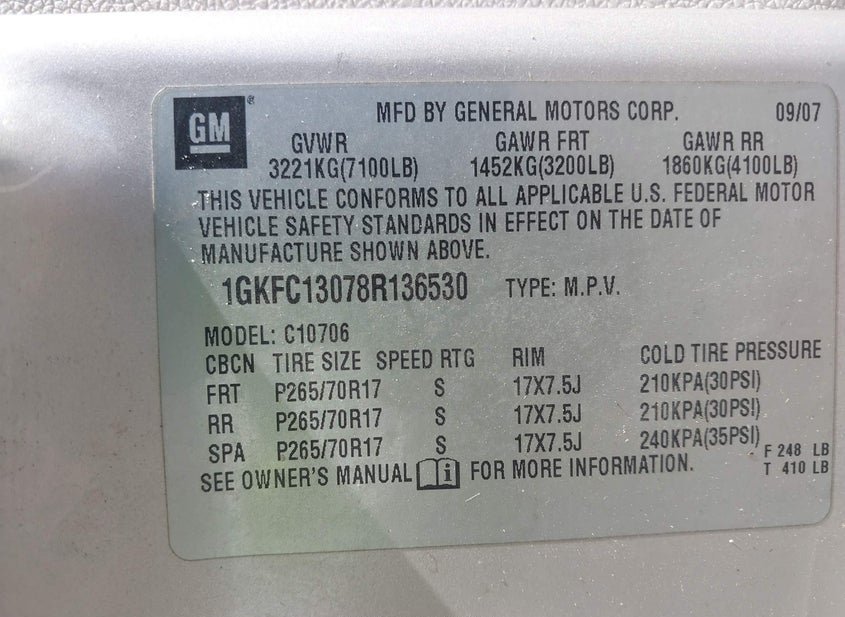 GM ® MFD BY GENERAL MOTORS CORP. 09/07
GVWR GAWR FRT GAWR RR
3221KG(7100LB) 1452KG(3200LB) 1860KG(4100LB)
THIS VEHICLE CONFORMS TO ALL APPLICABLE U.S. FEDERAL MOTOR
VEHICLE SAFETY STANDARDS IN EFFECT ON THE DATE OF
MANUFACTURE SHOWN ABOVE.
1GKFC13078R136530 TYPE: M.P.V.
MODEL: C10706
CBCN TIRE SIZE SPEED RTG RIM COLD TIRE PRESSURE
FRT P265/70R17 S 17X7.5J 210KPA(30PSI)
RR P265/70R17 S 17X7.5J 210KPA(30PSI)
SPA P265/70R17 S 17X7.5J 240KPA(35PSI)
F 248 LB
SEE OWNER'S MANUAL i FOR MORE INFORMATION.
T 410 LB